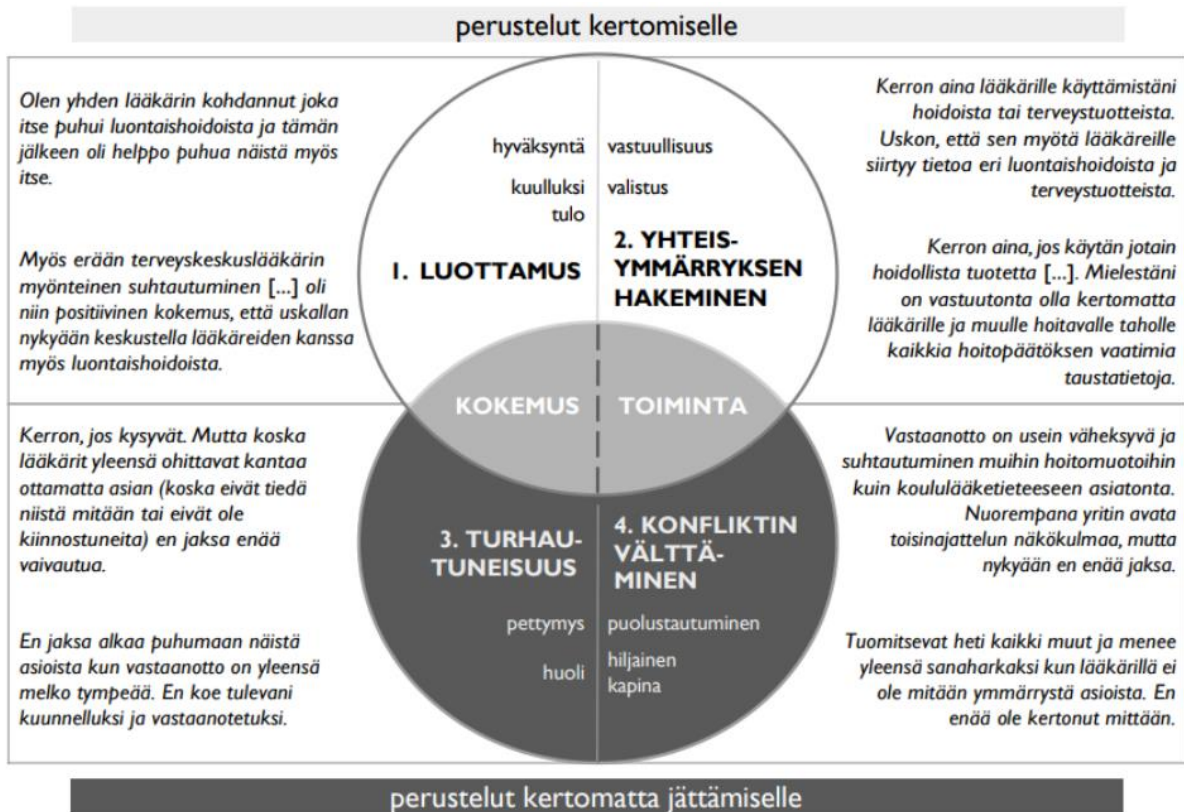 perustelut kertomiselle
Olen yhden lääkärin kohdannut joka
itse puhui luontaishoidoista ja tämän
jälkeen oli helppo puhua näistä myös
itse.
Myös erään terveyskeskuslääkärin
myönteinen suhtautuminen [...] oli
niin positiivinen kokemus, että uskallan
nykyään keskustella lääkäreiden kanssa
myös luontaishoidoista.
hyväksyntä
kuulluksi
tulo
1. LUOTTAMUS
vastuullisuus
valistus
2. YHTEIS-
YMMÄRRYKSEN
HAKEMINEN
Kerron aina lääkärille käyttämistäni
hoidoista tai terveystuotteista.
Uskon, että sen myötä lääkäreille
siirtyy tietoa eri luontaishoidoista ja
terveystuotteista.
Kerron aina, jos käytän jotain
hoidollista tuotetta [...]. Mielestäni
on vastuutonta olla kertomatta
lääkärille ja muulle hoitavalle taholle
kaikkia hoitopäätöksen vaatimia
taustatietoja.
KOKEMUS
TOIMINTA
Kerron, jos kysyvät. Mutta koska
lääkärit yleensä ohittavat kantaa
ottamatta asian (koska eivät tiedä
niistä mitään tai eivät ole
kiinnostuneita) en jaksa enää
vaivautua.
En jaksa alkaa puhumaan näistä
asioista kun vastaanotto on yleensä
melko tympeää. En koe tulevani
kuunnelluksi ja vastaanotetuksi.
3. TURHAU-
TUNEISUUS
pettymys
huoli
4. KONFLIKTIN
VÄLTTÄ-
MINEN
puolustautuminen
hiljainen
kapina
Vastaanotto on usein väheksyvä ja
suhtautuminen muihin hoitomuotoihin
kuin koululääketieteeseen asiatonta.
Nuorempana yritin avata
toisinajattelun näkökulmaa, mutta
nykyään en enää jaksa.
Tuomitsevat heti kaikki muut ja menee
yleensä sanaharkaksi kun lääkärillä ei
ole mitään ymmärrystä asioista. En
enää ole kertonut mittään.
perustelut kertomatta jättämiselle